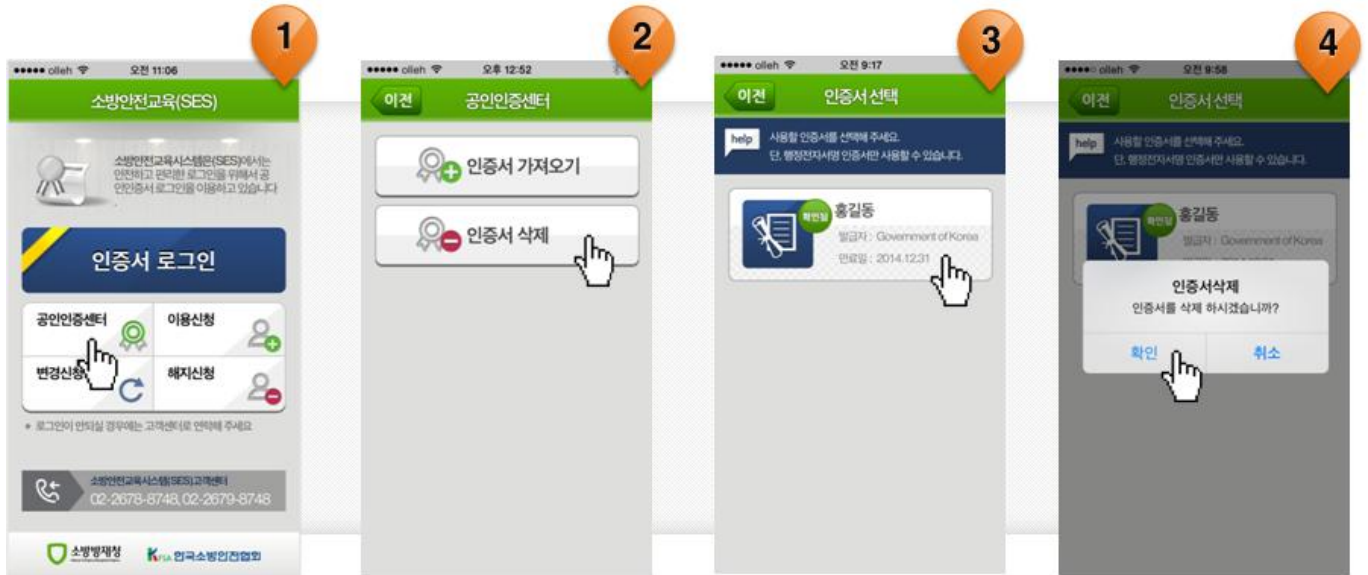 1
olleh 오전 11:06
소방안전교육(SES)
소방안전교육시스템은(SES)에서는
안전하고 편리한 로그인을 위해서 공
인인증서 로그인을 이용하고 있습니다
.
인증서 로그인
공인인증센터 이용신청
변경신청 해지신청
* 로그인이 안되실 경우에는 고객센터로 연락해 주세요
소방안전교육시스템(SES)고객센터
02-2678-8748, 02-2679-8748
소방방재청
KFSA 한국소방안전협회
2
olleh 오후 12:52
이전 공인인증센터
인증서 가져오기
인증서 삭제
3
olleh 오전 9:17
이전 인증서 선택
help 사용할 인증서를 선택해 주세요.
단, 행정전자서명 인증서만 사용할 수 있습니다.
확인됨 홍길동
발급자 : Government of Korea
만료일 : 2014.12.31
4
olleh 오전 9:58
이전 인증서 선택
help 사용할 인증서를 선택해 주세요.
단, 행정전자서명 인증서만 사용할 수 있습니다.
확인됨 홍길동
발급자 : Government of Korea
인증서삭제
인증서를 삭제 하시겠습니까?
확인 취소